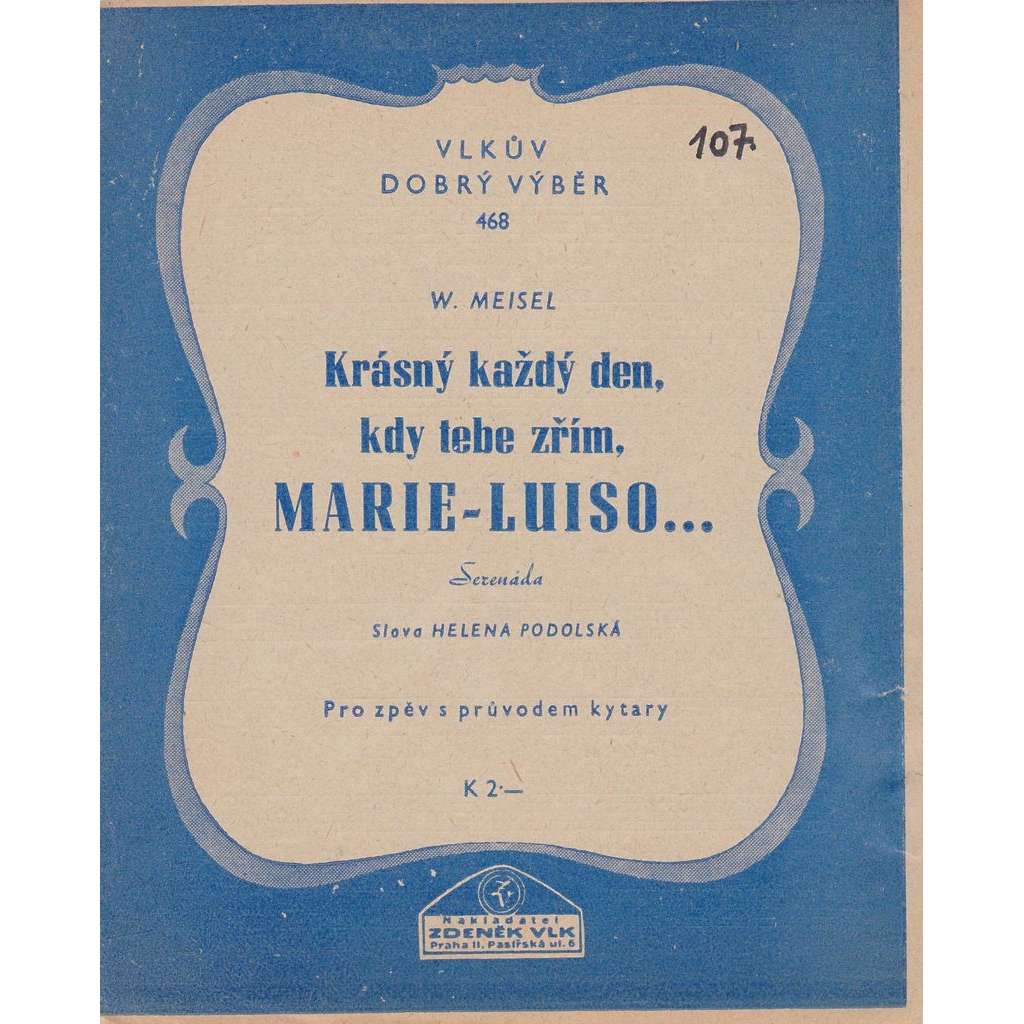 107.
VLKŮV
DOBRÝ VÝBĚR
468
W. MEISEL
Krásný každý den,
kdy tebe zřím,
MARIE-LUISO...
Serenáda
Slova HELENA PODOLSKÁ
Pro zpěv s průvodem kytary
K 2·—
Nakladatel
ZDENĚK VLK
Praha II. Pasířská ul. 6